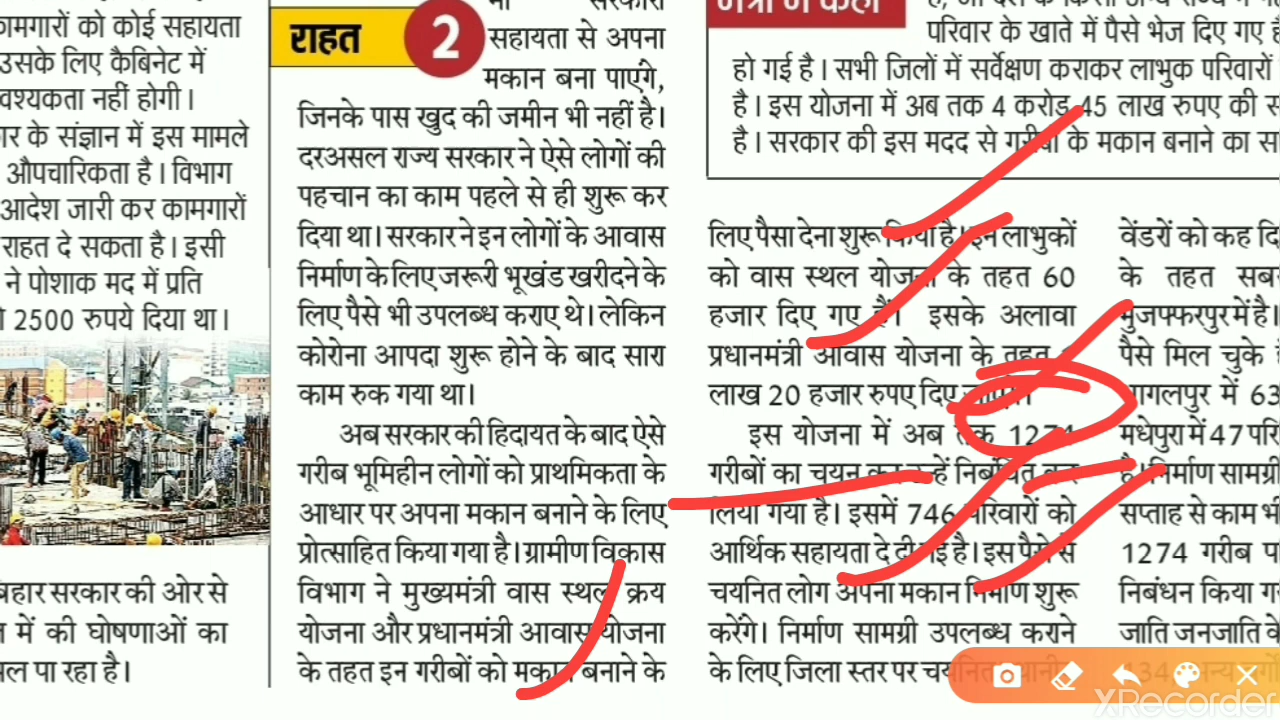 कामगारों को कोई सहायता
उसके लिए कैबिनेट में
वश्यकता नहीं होगी।
र के संज्ञान में इस मामले
औपचारिकता है। विभाग
आदेश जारी कर कामगारों
राहत दे सकता है। इसी
ने पोशाक मद में प्रति
2500 रुपये दिया था।
बिहार सरकार की ओर से
में की घोषणाओं का
मल पा रहा है।
राहत
2
सरकारी
सहायता से अपना
मकान बना पाएंगे,
जिनके पास खुद की जमीन भी नहीं है।
दरअसल राज्य सरकार ने ऐसे लोगों की
पहचान का काम पहले से ही शुरू कर
दिया था। सरकार ने इन लोगों के आवास
निर्माण के लिए जरूरी भूखंड खरीदने के
लिए पैसे भी उपलब्ध कराए थे। लेकिन
कोरोना आपदा शुरू होने के बाद सारा
काम रुक गया था।
अब सरकार की हिदायत के बाद ऐसे
गरीब भूमिहीन लोगों को प्राथमिकता के
आधार पर अपना मकान बनाने के लिए
प्रोत्साहित किया गया है। ग्रामीण विकास
विभाग ने मुख्यमंत्री वास स्थल क्रय
योजना और प्रधानमंत्री आवास योजना
के तहत इन गरीबों को मकान बनाने के
परिवार के खाते में पैसे भेज दिए गए
हो गई है। सभी जिलों में सर्वेक्षण कराकर लाभुक परिवारों
है। इस योजना में अब तक 4 करोड़ 45 लाख रुपए की
है। सरकार की इस मदद से गरीबों के मकान बनाने का
लिए पैसा देना शुरू किया है। इन लाभुकों
को वास स्थल योजना के तहत 60
हजार दिए गए हैं। इसके अलावा
प्रधानमंत्री आवास योजना के तहत
लाख 20 हजार रुपए दिए जाएंगे।
इस योजना में अब तक 1274
गरीबों का चयन कर उन्हें निबंधित कर
लिया गया है। इसमें 746 परिवारों को
आर्थिक सहायता दे दी गई है। इस पैसे से
चयनित लोग अपना मकान निर्माण शुरू
करेंगे। निर्माण सामग्री उपलब्ध कराने
के लिए जिला स्तर पर चयनित
वेंडरों को कह
के तहत सब
मुजफ्फरपुर में है।
पैसे मिल चुके
भागलपुर में 63
मधेपुरा में 47 परि
है। निर्माण सामग्री
सप्ताह से काम भी
1274 गरीब
निबंधन किया
जाति जनजाति के
134
XRecorder